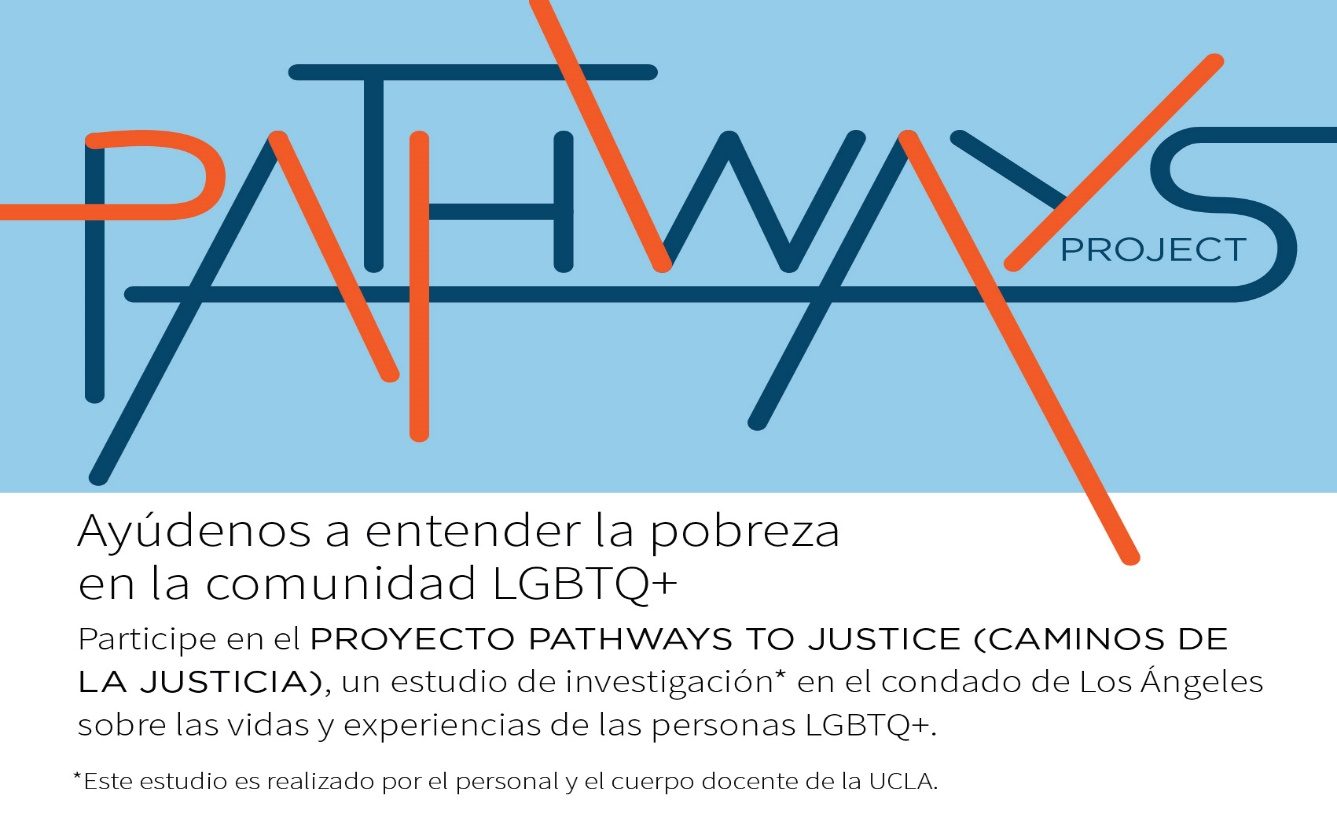 PATHWAYS
PROJECT
Ayúdenos a entender la pobreza
en la comunidad LGBTQ+
Participe en el PROYECTO PATHWAYS TO JUSTICE (CAMINOS DE
LA JUSTICIA), un estudio de investigación* en el condado de Los Ángeles
sobre las vidas y experiencias de las personas LGBTQ+.
*Este estudio es realizado por el personal y el cuerpo docente de la UCLA.